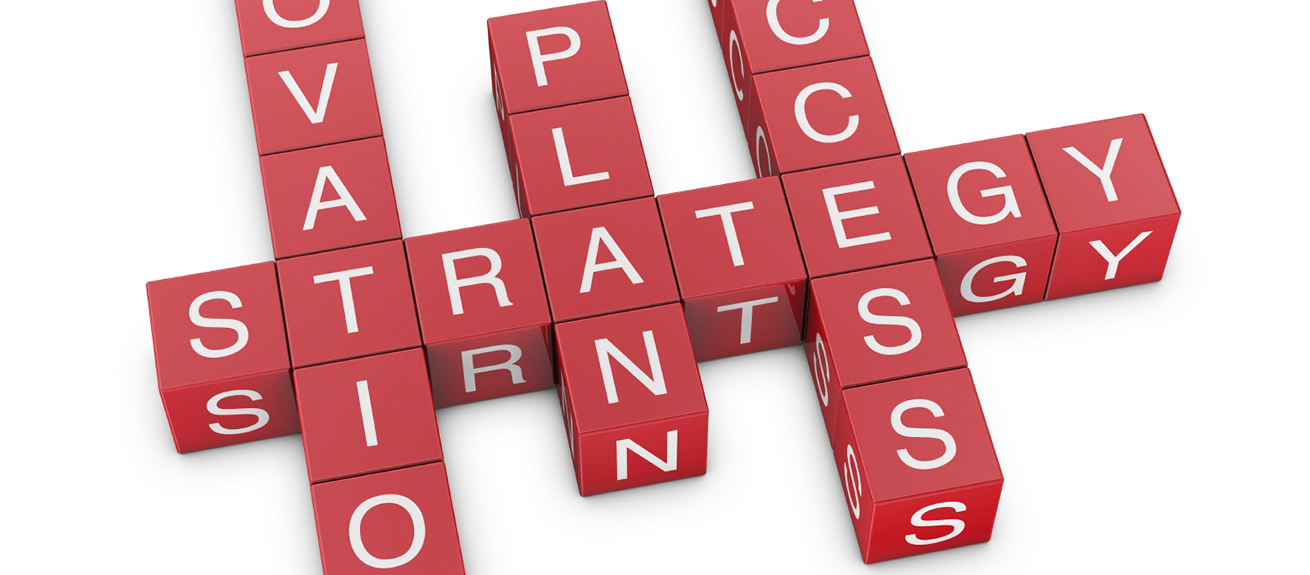 OVATIO
PLAN
CCESS
STRATEGY